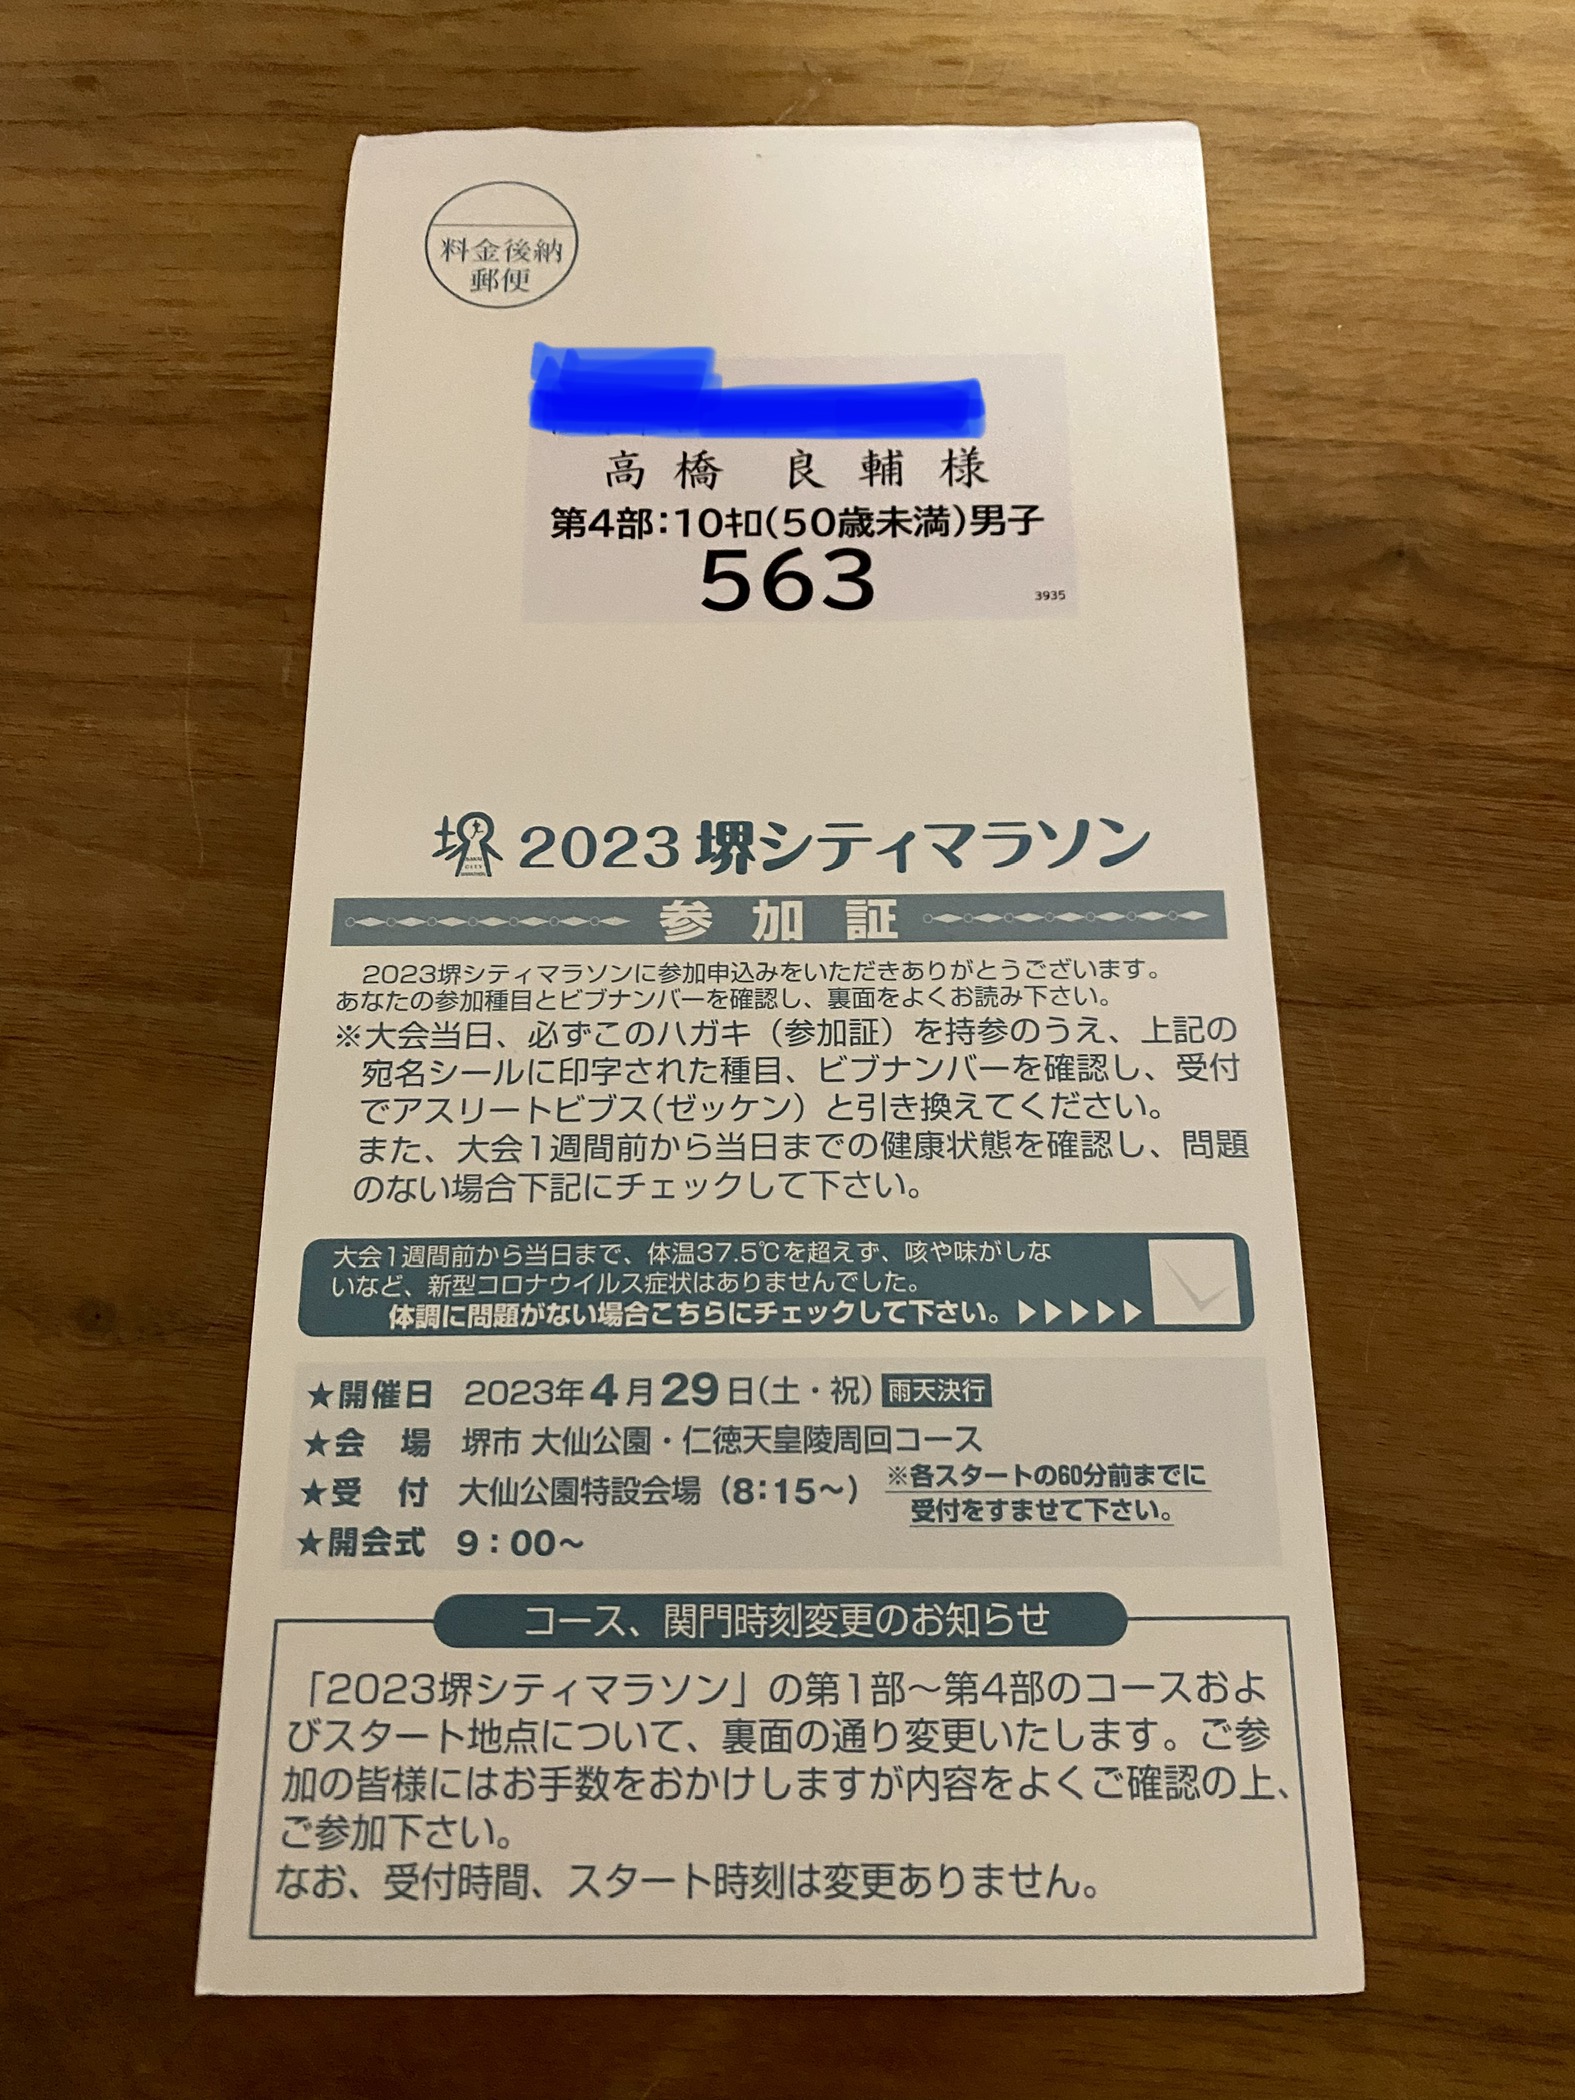 料金後納
郵便
高橋 良輔 様
第4部:10キロ(50歳未満)男子
563
3935
2023 堺シティマラソン
参加証
2023堺シティマラソンに参加申込みをいただきありがとうございます。
あなたの参加種目とビブナンバーを確認し、裏面をよくお読み下さい。
※大会当日、必ずこのハガキ（参加証）を持参のうえ、上記の
宛名シールに印字された種目、ビブナンバーを確認し、受付
でアスリートビブス(ゼッケン）と引き換えてください。
また、大会1週間前から当日までの健康状態を確認し、問題
のない場合下記にチェックして下さい。
大会1週間前から当日まで、体温37.5℃を超えず、咳や味がしな
いなど、新型コロナウイルス症状はありませんでした。
体調に問題がない場合こちらにチェックして下さい。▶▶▶▶▶
★開催日 2023年4月29日(土・祝) 雨天決行
★会 場 堺市 大仙公園・仁徳天皇陵周回コース
★受 付 大仙公園特設会場（8:15〜） ※各スタートの60分前までに
受付をすませて下さい。
★開会式 9：00〜
コース、関門時刻変更のお知らせ
「2023堺シティマラソン」の第1部〜第4部のコースおよ
びスタート地点について、裏面の通り変更いたします。ご参
加の皆様にはお手数をおかけしますが内容をよくご確認の上、
ご参加下さい。
なお、受付時間、スタート時刻は変更ありません。